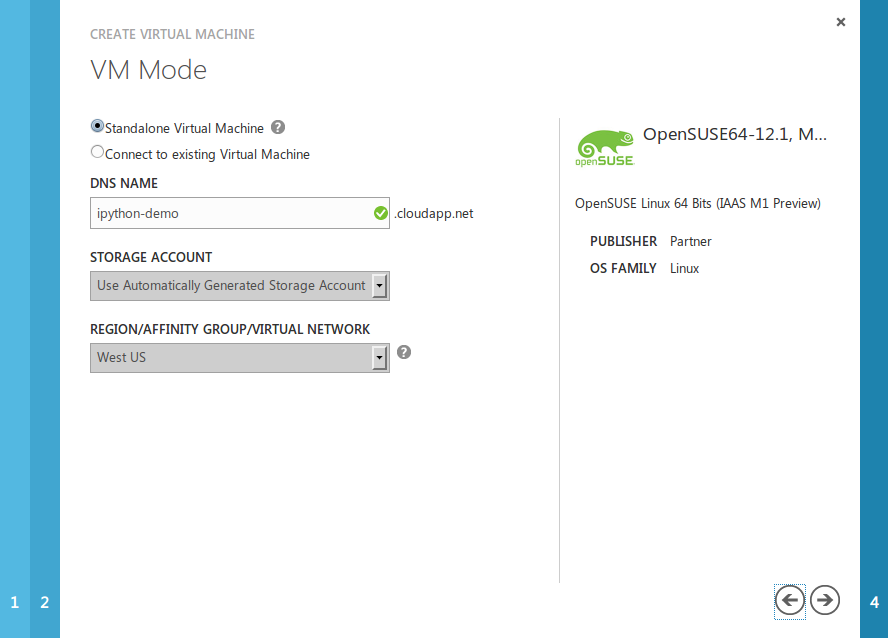 CREATE VIRTUAL MACHINE
VM Mode
Standalone Virtual Machine ?
Connect to existing Virtual Machine
DNS NAME
ipython-demo .cloudapp.net
STORAGE ACCOUNT
Use Automatically Generated Storage Account
REGION/AFFINITY GROUP/VIRTUAL NETWORK
West US ?
openSUSE
OpenSUSE64-12.1, M...
OpenSUSE Linux 64 Bits (IAAS M1 Preview)
PUBLISHER Partner
OS FAMILY Linux
1 2
4